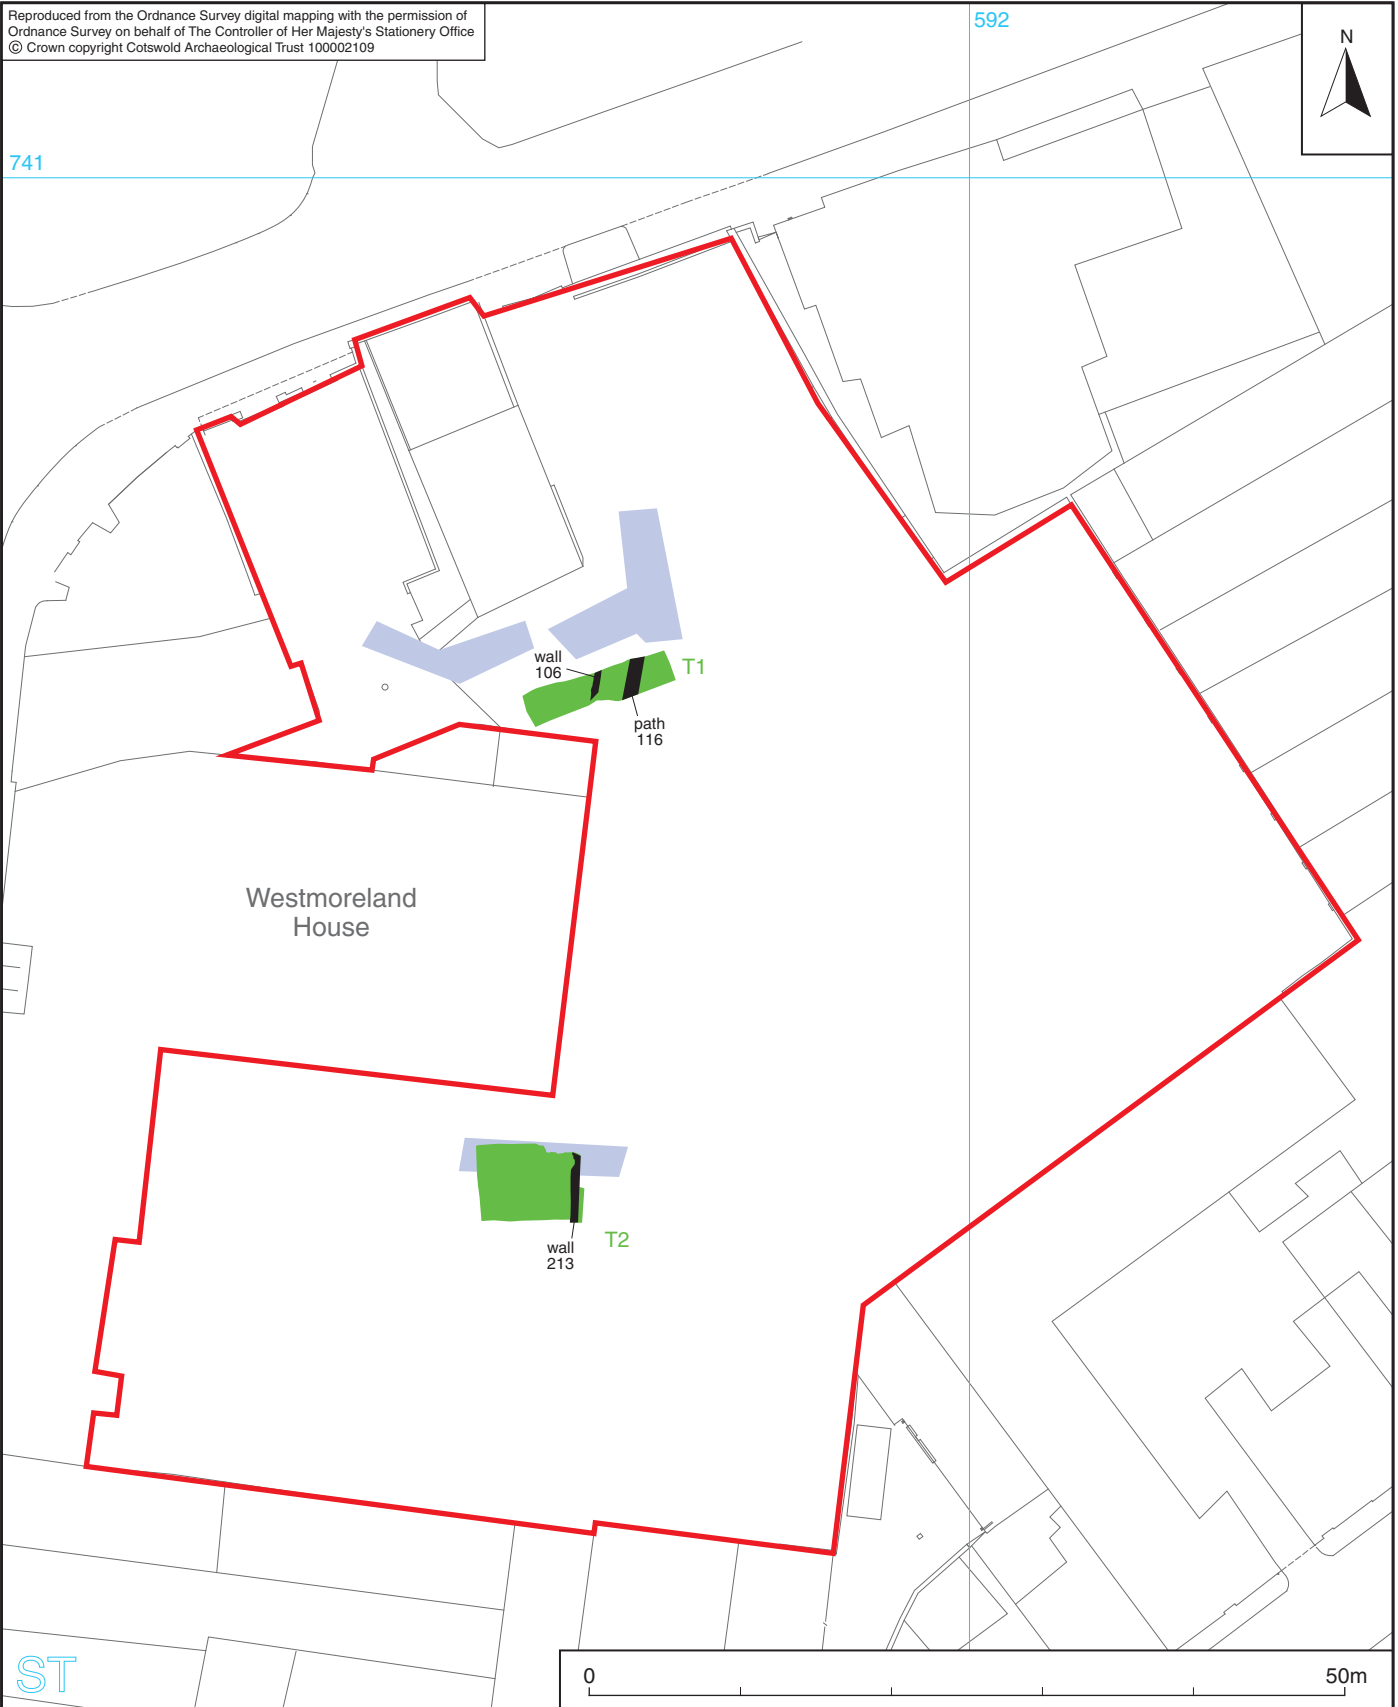 Reproduced from the Ordnance Survey digital mapping with the permission of
Ordnance Survey on behalf of The Controller of Her Majesty's Stationery Office
© Crown copyright Cotswold Archaeological Trust 100002109
592
N
741
wall
106
T1
path
116
Westmoreland
House
T2
wall
213
ST
0
50m